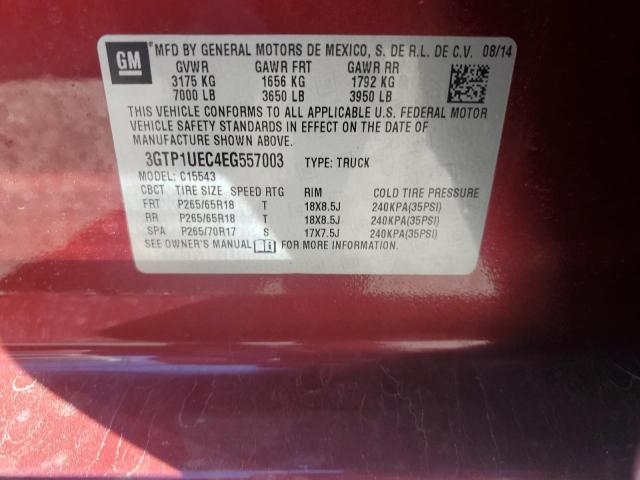 GM MFD BY GENERAL MOTORS DE MEXICO, S. DE R.L. DE C.V. 08/14
GVWR GAWR FRT GAWR RR
3175 KG 1656 KG 1792 KG
7000 LB 3650 LB 3950 LB
THIS VEHICLE CONFORMS TO ALL APPLICABLE U.S. FEDERAL MOTOR
VEHICLE SAFETY STANDARDS IN EFFECT ON THE DATE OF
MANUFACTURE SHOWN ABOVE.
3GTP1UEC4EG557003 TYPE: TRUCK
MODEL: C15543
CBCT TIRE SIZE SPEED RTG RIM COLD TIRE PRESSURE
FRT P265/65R18 T 18X8.5J 240KPA(35PSI)
RR P265/65R18 T 18X8.5J 240KPA(35PSI)
SPA P265/70R17 S 17X7.5J 240KPA(35PSI)
SEE OWNER'S MANUAL FOR MORE INFORMATION.